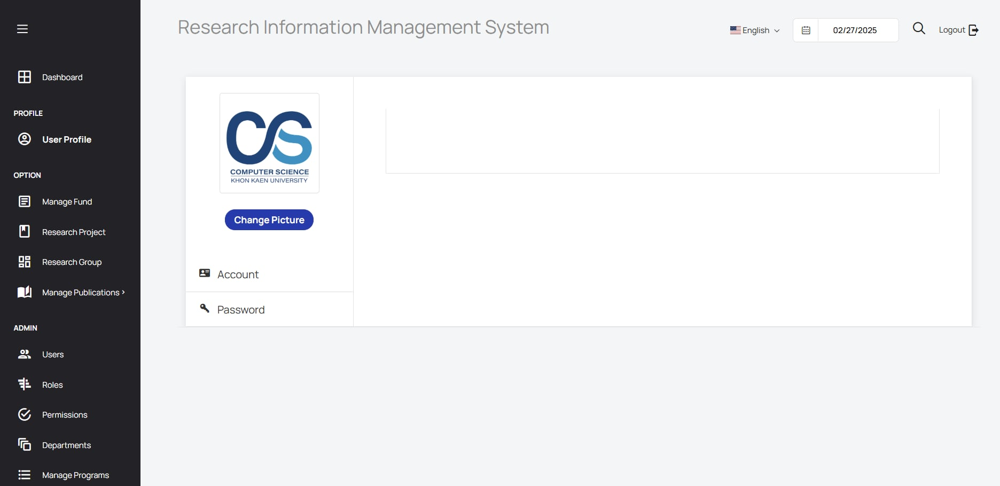 Research Information Management System
English
02/27/2025
Logout
Dashboard
PROFILE
User Profile
OPTION
Manage Fund
Research Project
Research Group
Manage Publications
ADMIN
Users
Roles
Permissions
Departments
Manage Programs
CS
COMPUTER SCIENCE
KHON KAEN UNIVERSITY
Change Picture
Account
Password